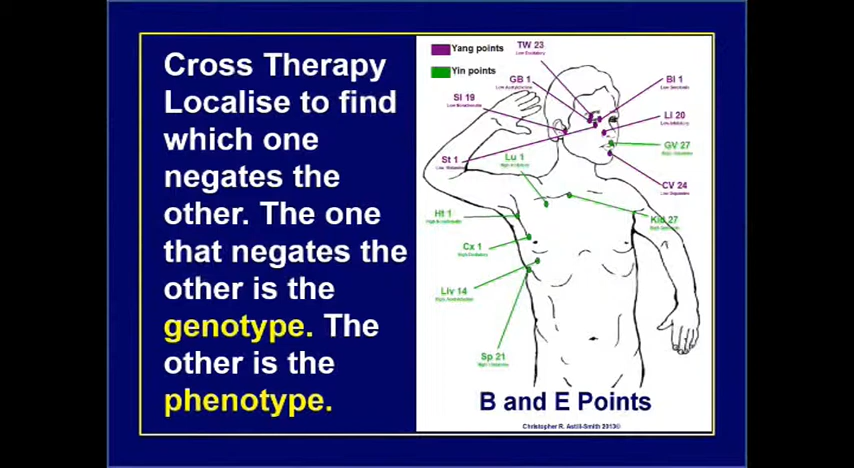 Cross Therapy
Localise to find
which one
negates the
other. The one
that negates the
other is the
genotype. The
other is the
phenotype.
Yang points
Yin points
TW 23
GB 1
BI 1
SI 19
LI 20
GV 27
St 1
Lu 1
CV 24
Ht 1
Kid 27
Cx 1
Liv 14
Sp 21
B and E Points
Christopher R. Astill-Smith 2013©